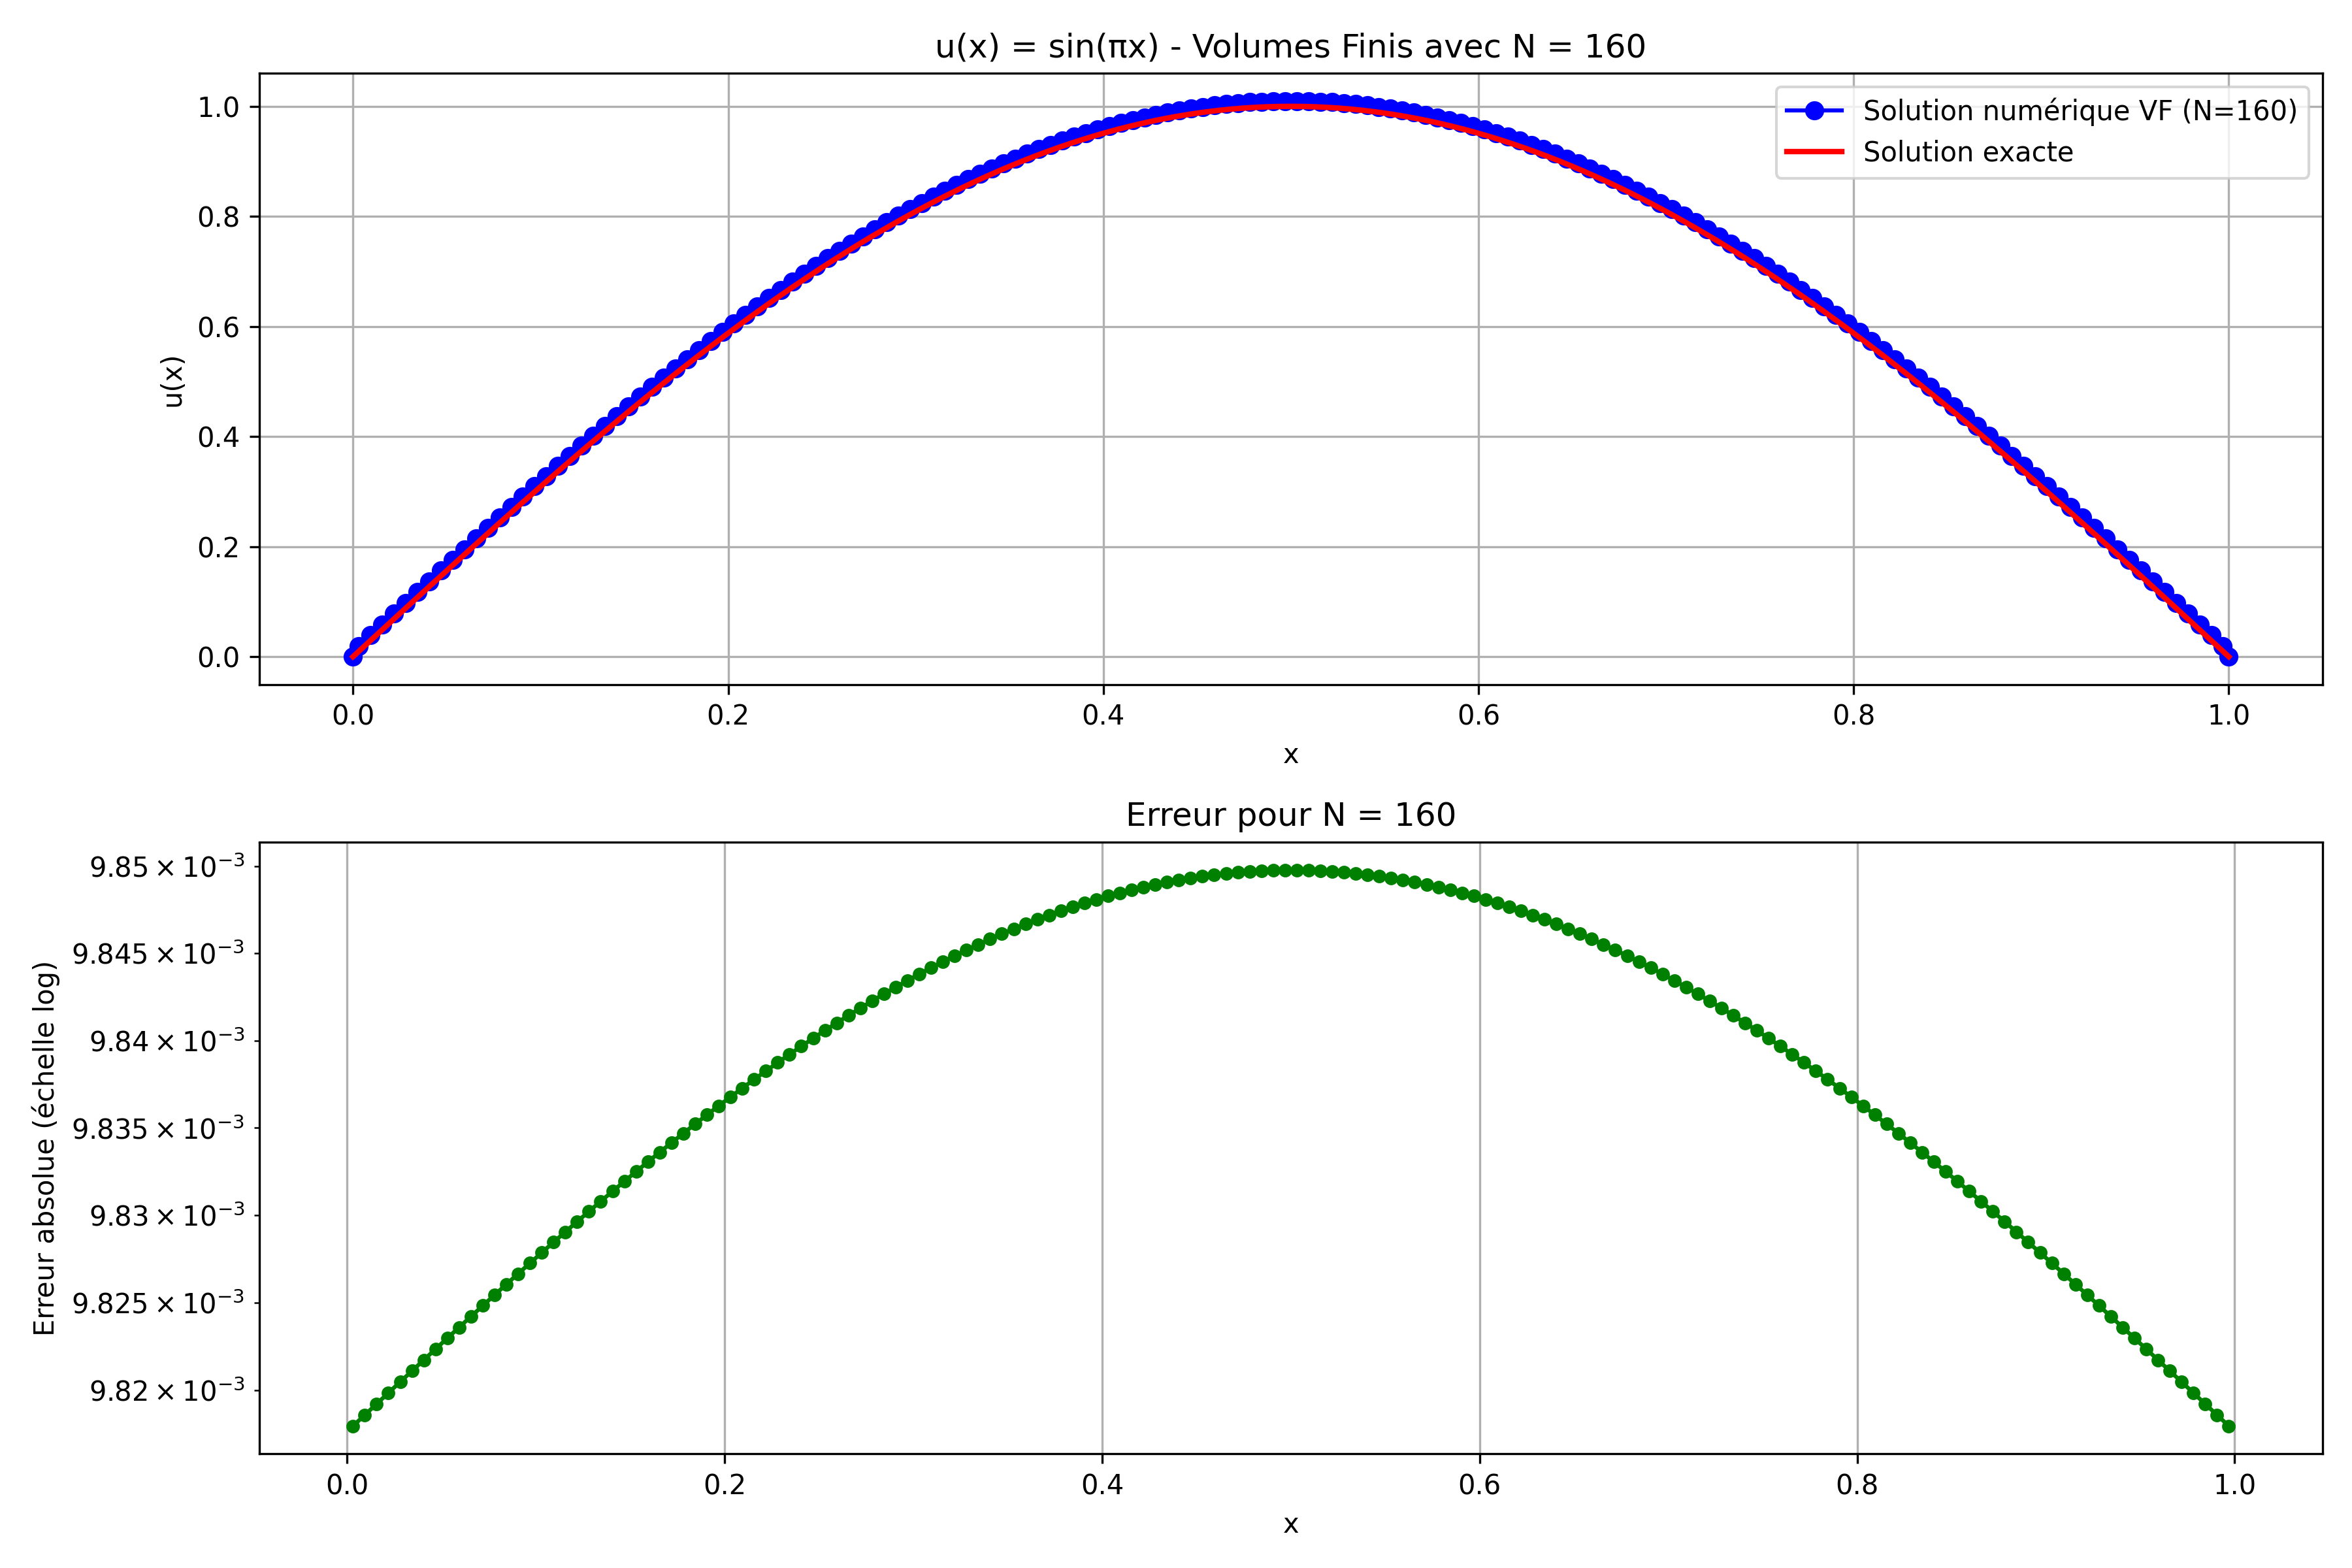 u(x) = sin(πx) - Volumes Finis avec N = 160
Solution numérique VF (N=160)
Solution exacte
u(x)
1.0
0.8
0.6
0.4
0.2
0.0
0.0 0.2 0.4 0.6 0.8 1.0
x
Erreur pour N = 160
Erreur absolue (échelle log)
9.85 × 10⁻³
9.845 × 10⁻³
9.84 × 10⁻³
9.835 × 10⁻³
9.83 × 10⁻³
9.825 × 10⁻³
9.82 × 10⁻³
0.0 0.2 0.4 0.6 0.8 1.0
x